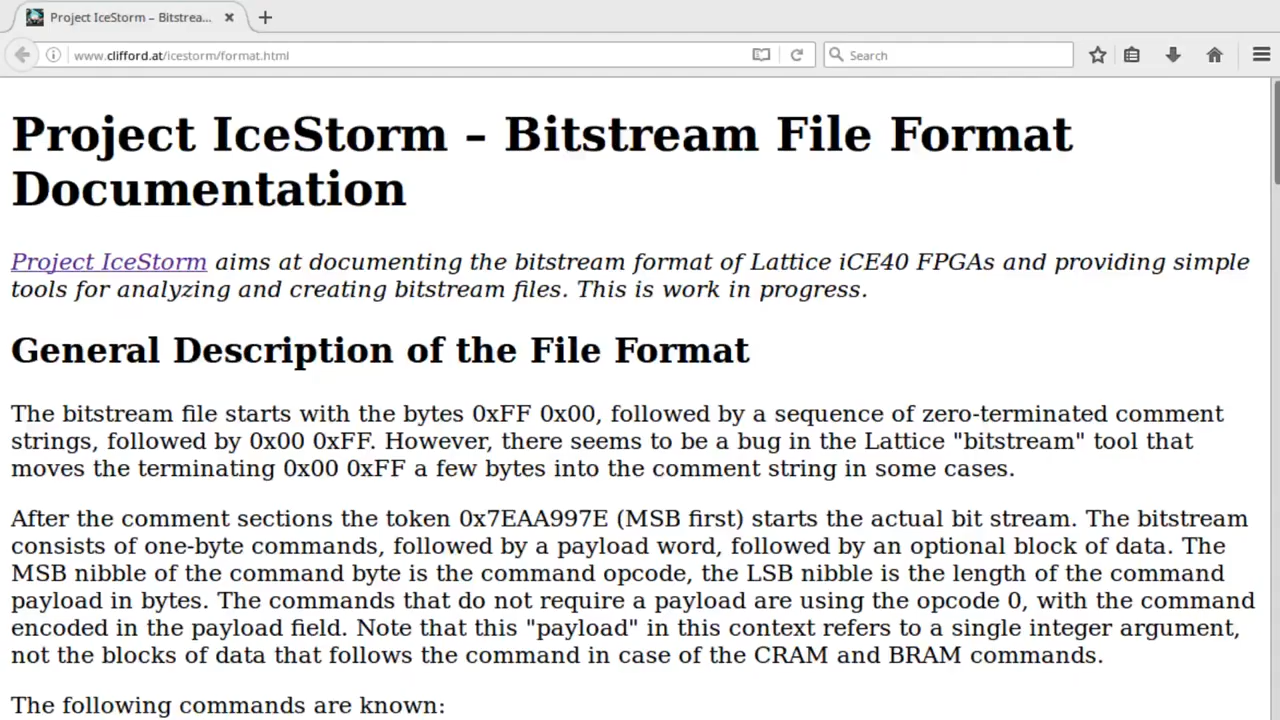 Project IceStorm – Bitstrea...
www.clifford.at/icestorm/format.html
Search
Project IceStorm – Bitstream File Format
Documentation
Project IceStorm aims at documenting the bitstream format of Lattice iCE40 FPGAs and providing simple
tools for analyzing and creating bitstream files. This is work in progress.
General Description of the File Format
The bitstream file starts with the bytes 0xFF 0x00, followed by a sequence of zero-terminated comment
strings, followed by 0x00 0xFF. However, there seems to be a bug in the Lattice "bitstream" tool that
moves the terminating 0x00 0xFF a few bytes into the comment string in some cases.
After the comment sections the token 0x7EAA997E (MSB first) starts the actual bit stream. The bitstream
consists of one-byte commands, followed by a payload word, followed by an optional block of data. The
MSB nibble of the command byte is the command opcode, the LSB nibble is the length of the command
payload in bytes. The commands that do not require a payload are using the opcode 0, with the command
encoded in the payload field. Note that this "payload" in this context refers to a single integer argument,
not the blocks of data that follows the command in case of the CRAM and BRAM commands.
The following commands are known: